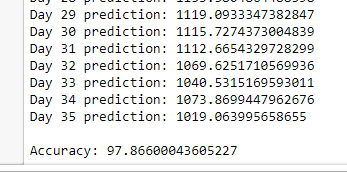 Day 29 prediction: 1119.0933347382847
Day 30 prediction: 1115.7274373004839
Day 31 prediction: 1112.6654329728299
Day 32 prediction: 1069.6251710569936
Day 33 prediction: 1040.5315169593011
Day 34 prediction: 1073.8699447962676
Day 35 prediction: 1019.063995658655
Accuracy: 97.86600043605227